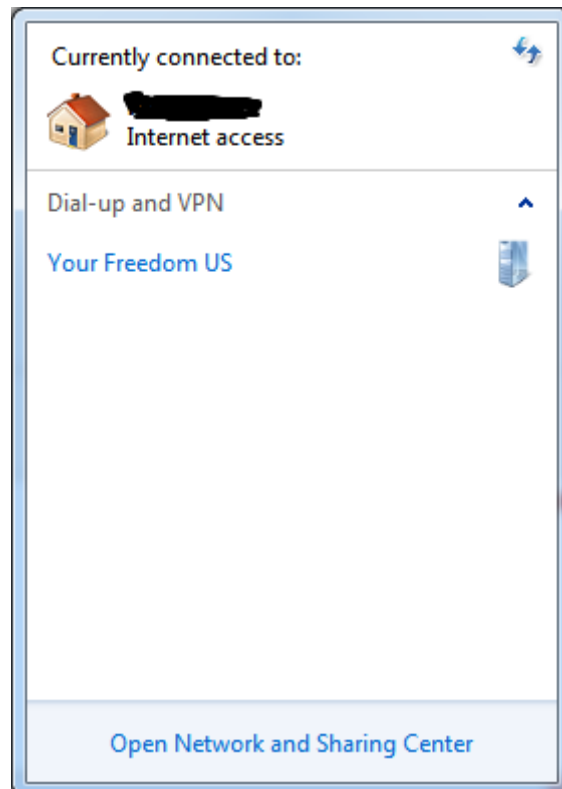 Currently connected to:
Internet access
Dial-up and VPN
Your Freedom US
Open Network and Sharing Center